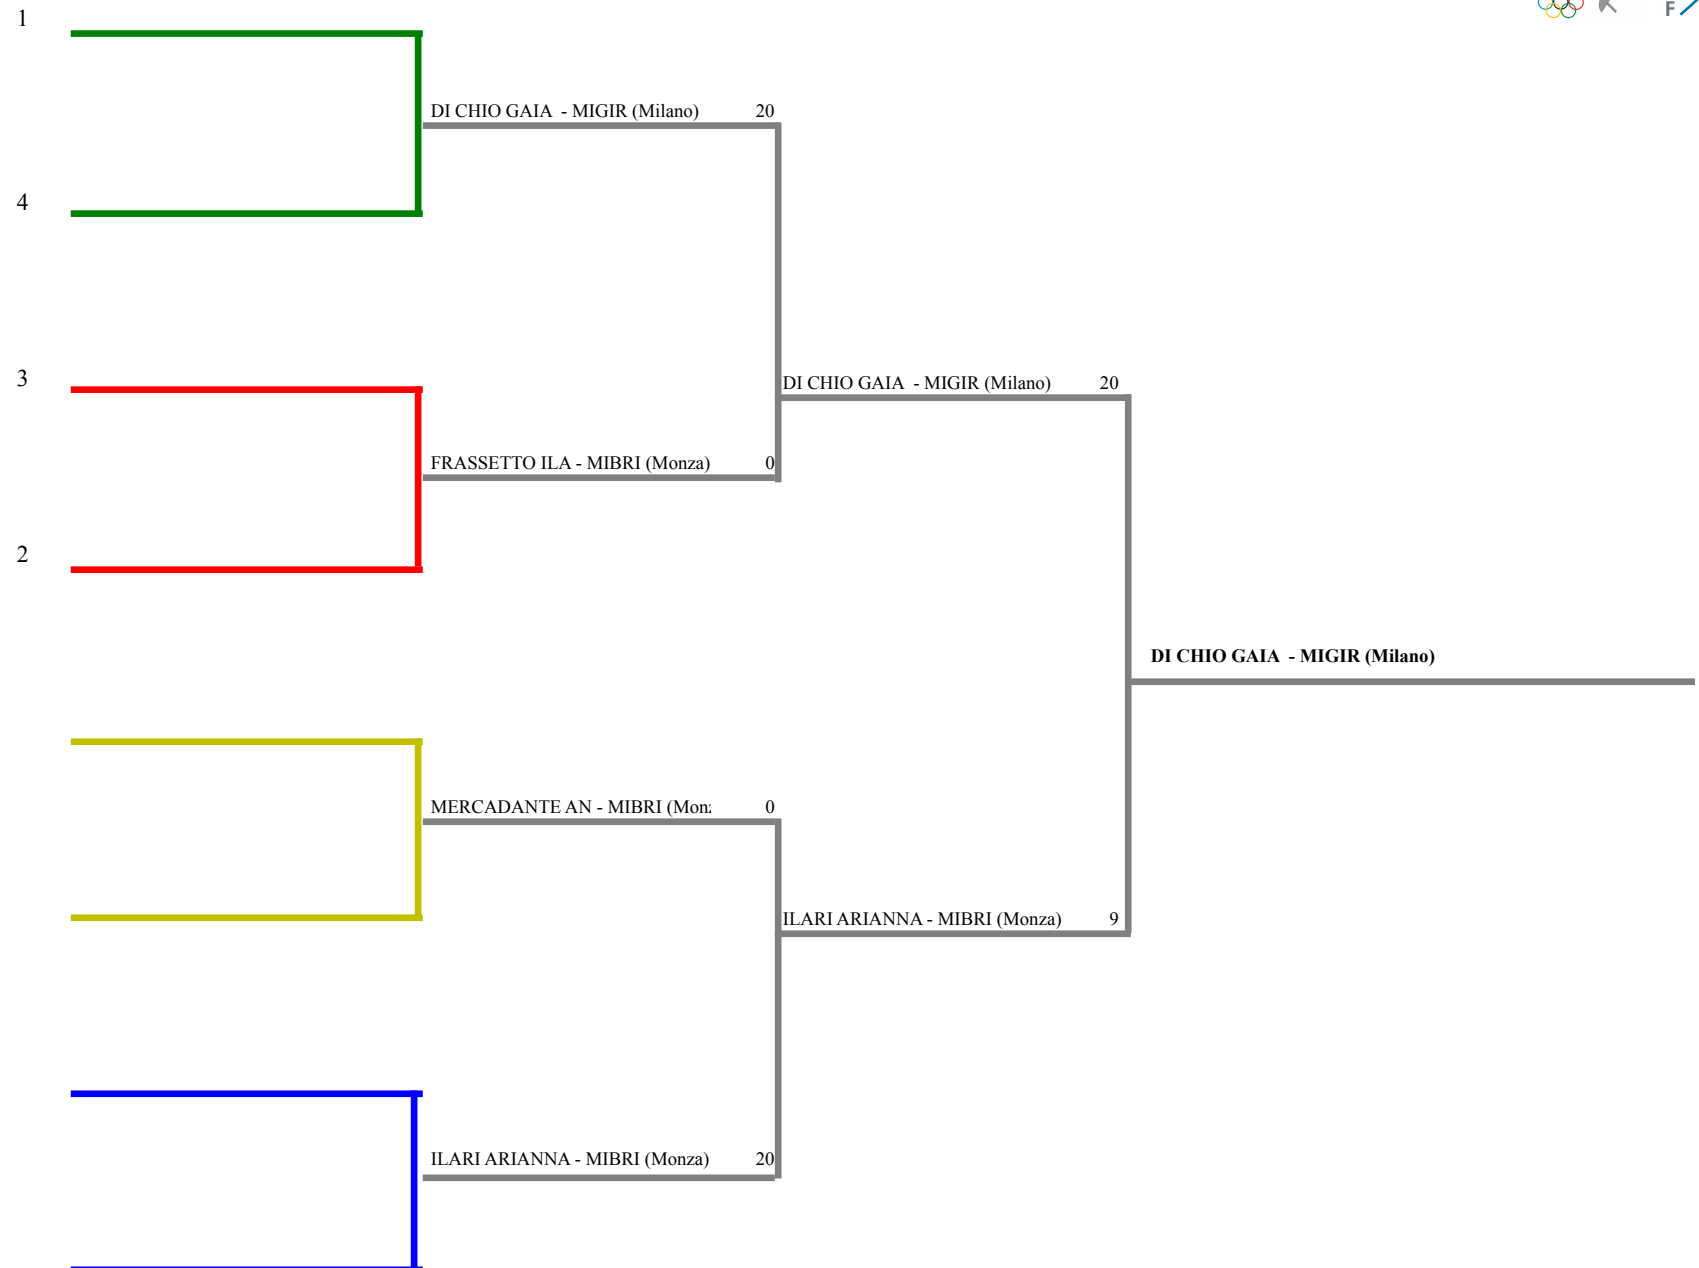 F
1
DI CHIO GAIA - MIGIR (Milano) 20
4
3
DI CHIO GAIA - MIGIR (Milano) 20
FRASSETTO ILA - MIBRI (Monza) 0
2
DI CHIO GAIA - MIGIR (Milano)
MERCADANTE AN - MIBRI (Mon 0
ILARI ARIANNA - MIBRI (Monza) 9
ILARI ARIANNA - MIBRI (Monza) 20